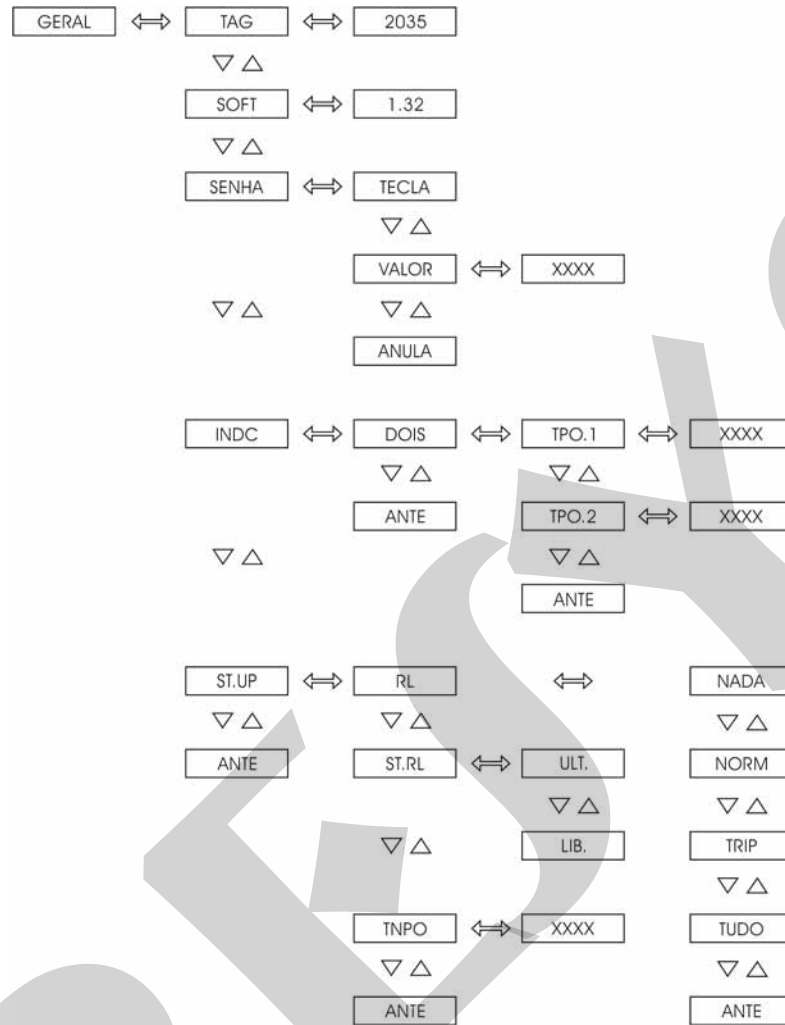 GERAL TAG 2035
SOFT 1.32
SENHA TECLA
VALOR XXXX
ANULA
INDC DOIS TPO.1 XXXX
ANTE TPO.2 XXXX
ANTE
ST.UP RL NADA
ANTE ST.RL ULT. NORM
LIB. TRIP
TNPO XXXX TUDO
ANTE ANTE